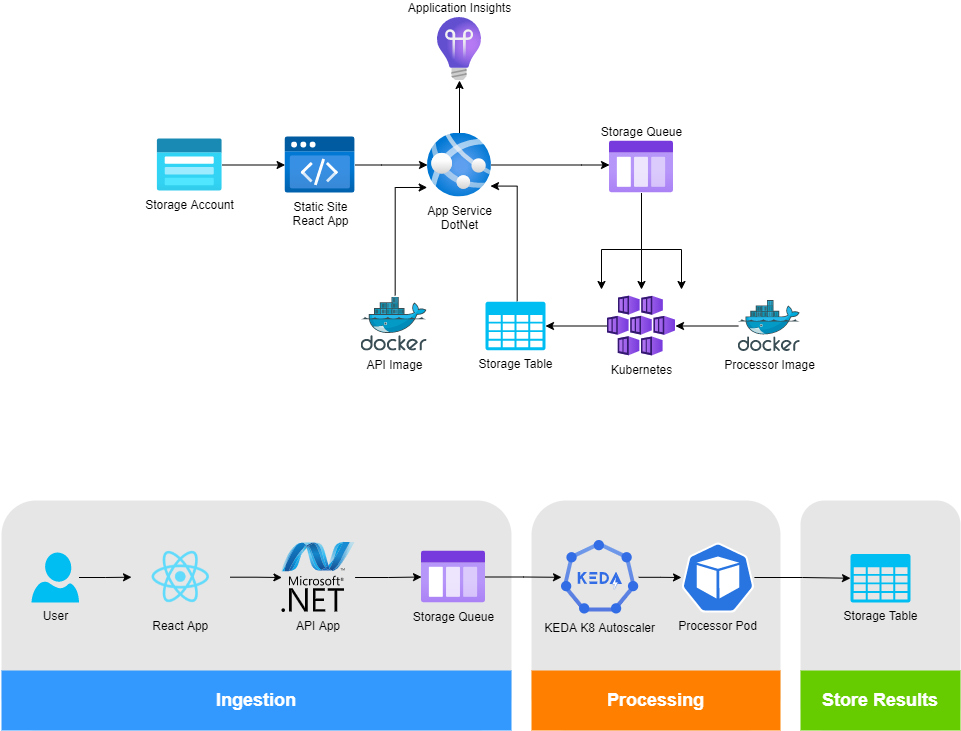 Application Insights
Storage Queue
Storage Account
Static Site
React App
App Service
DotNet
docker
API Image
Storage Table
Kubernetes
docker
Processor Image
User
React App
Microsoft®
.NET
API App
Storage Queue
KEDA
KEDA K8 Autoscaler
Processor Pod
Storage Table
Ingestion
Processing
Store Results